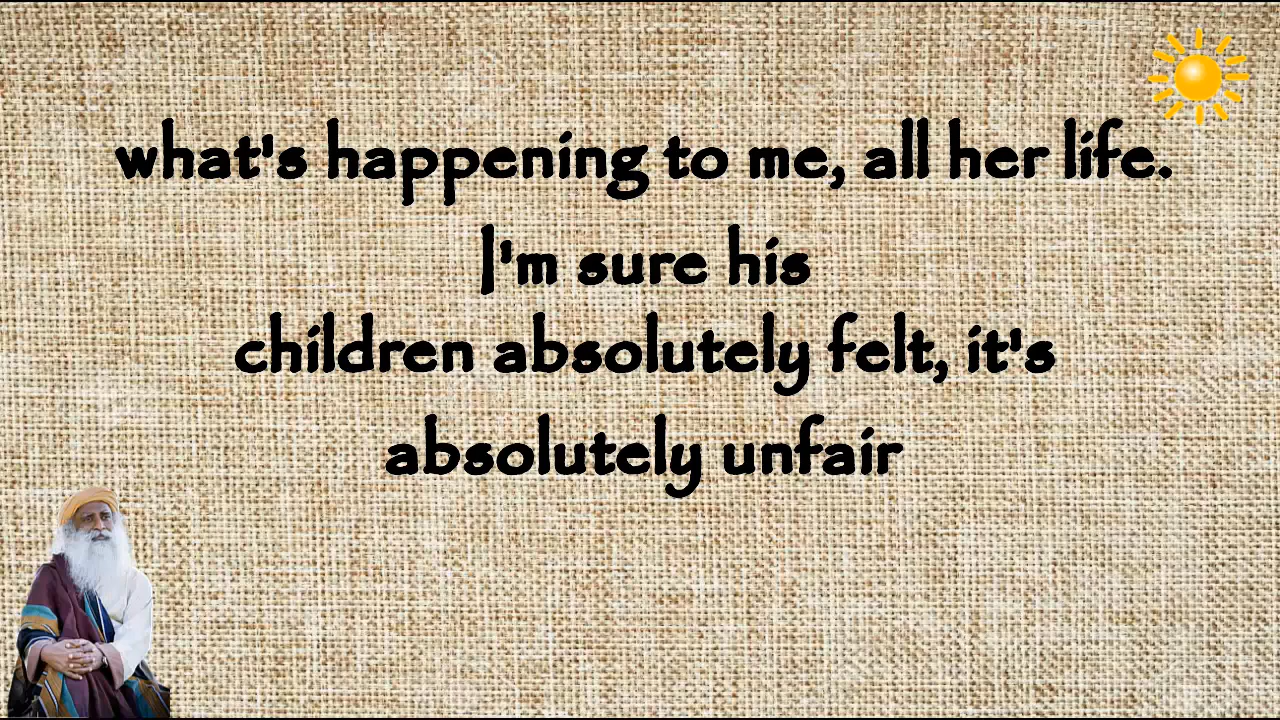 what's happening to me, all her life.
I'm sure his
children absolutely felt, it's
absolutely unfair